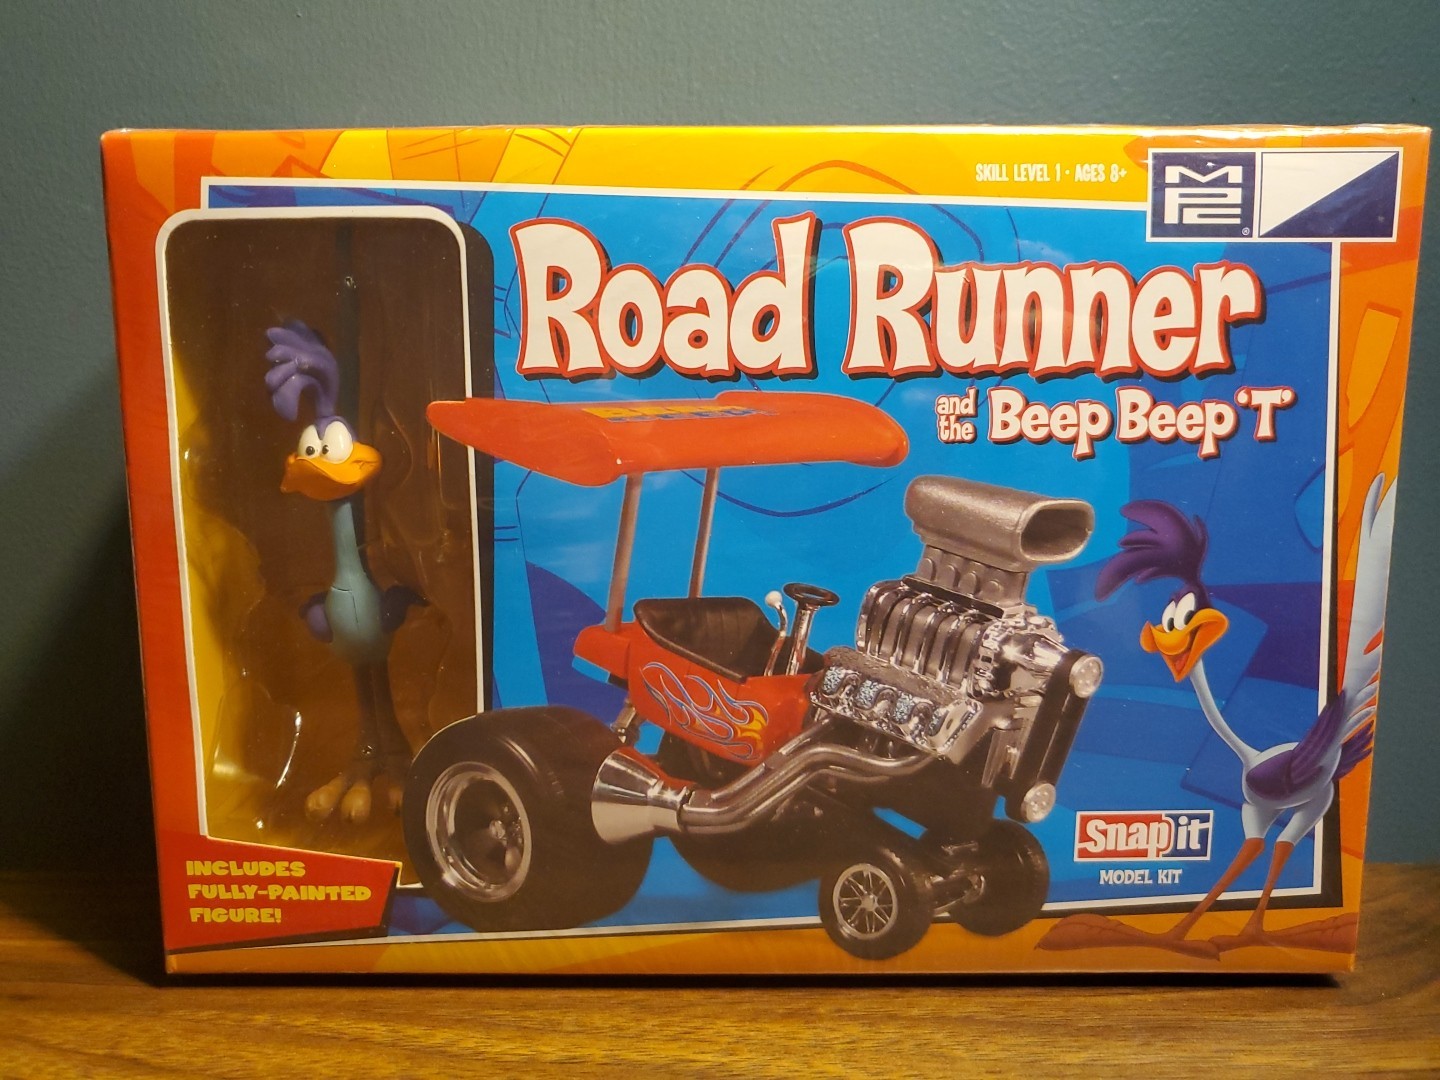 SKILL LEVEL 1 · AGES 8+
MPC®
Road Runner
and the Beep Beep 'T'
Snap it
MODEL KIT
INCLUDES
FULLY-PAINTED
FIGURE!